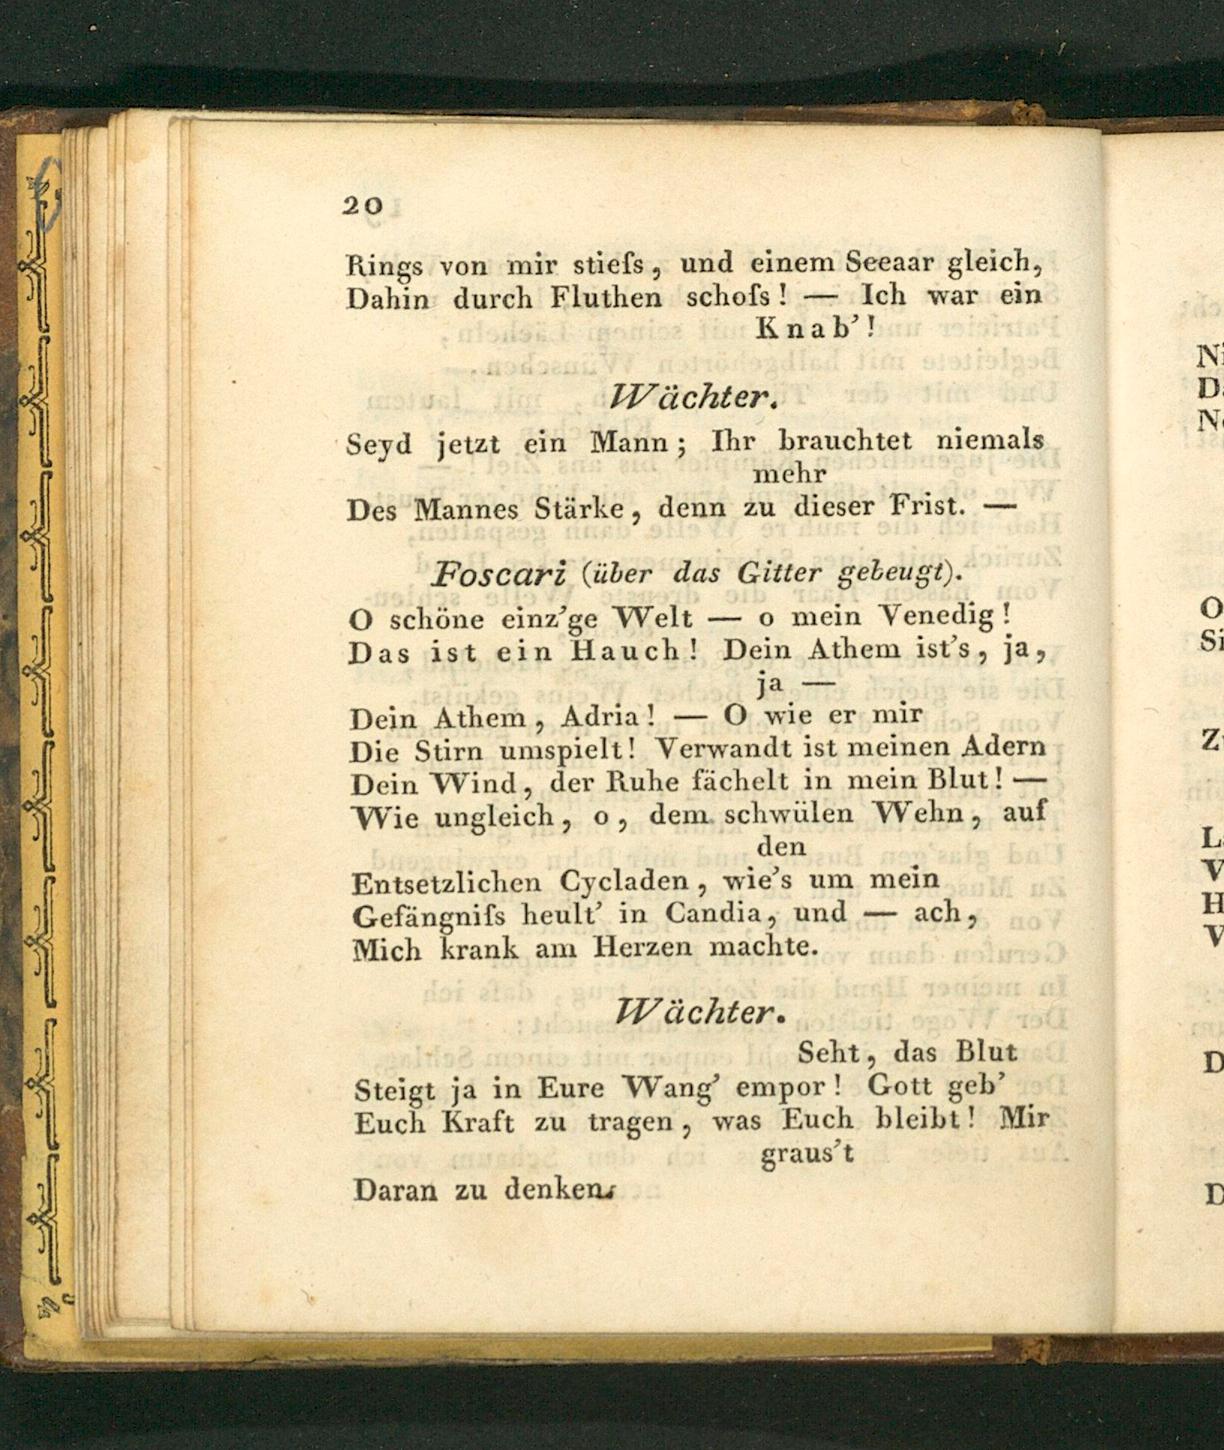 20
Rings von mir stieſs, und einem Seeaar gleich,
Dahin durch Fluthen schoſs! — Ich war ein
Knab’!
Wächter.
Seyd jetzt ein Mann; Ihr brauchtet niemals
mehr
Des Mannes Stärke, denn zu dieser Frist. —
Foscari (über das Gitter gebeugt).
O schöne einz’ge Welt — o mein Venedig!
Das ist ein Hauch! Dein Athem ist’s, ja,
ja —
Dein Athem, Adria! — O wie er mir
Die Stirn umspielt! Verwandt ist meinen Adern
Dein Wind, der Ruhe fächelt in mein Blut! —
Wie ungleich, o, dem schwülen Wehn, auf
den
Entsetzlichen Cycladen, wie’s um mein
Gefängniſs heult’ in Candia, und — ach,
Mich krank am Herzen machte.
Wächter.
Seht, das Blut
Steigt ja in Eure Wang’ empor! Gott geb’
Euch Kraft zu tragen, was Euch bleibt! Mir
graus’t
Daran zu denken.